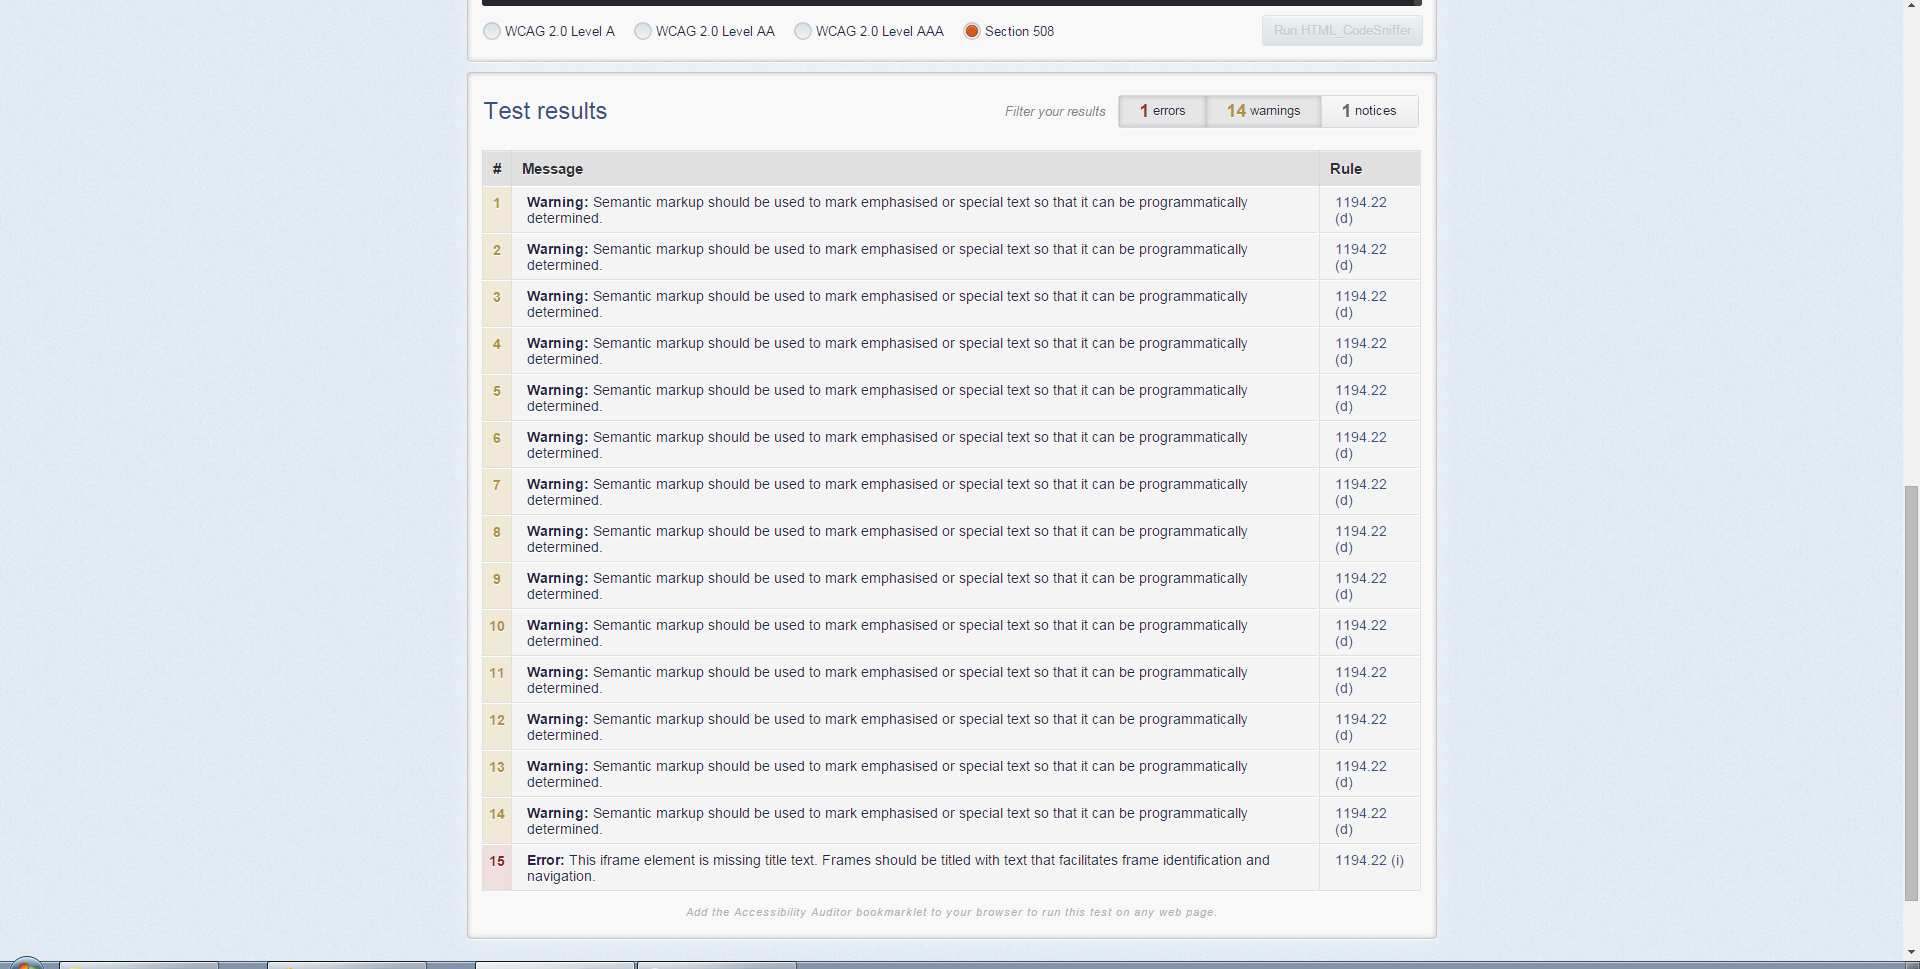 WCAG 2.0 Level A WCAG 2.0 Level AA WCAG 2.0 Level AAA Section 508 Run HTML_CodeSniffer
Test results Filter your results 1 errors 14 warnings 1 notices
# Message Rule
1 Warning: Semantic markup should be used to mark emphasised or special text so that it can be programmatically 1194.22
determined. (d)
2 Warning: Semantic markup should be used to mark emphasised or special text so that it can be programmatically 1194.22
determined. (d)
3 Warning: Semantic markup should be used to mark emphasised or special text so that it can be programmatically 1194.22
determined. (d)
4 Warning: Semantic markup should be used to mark emphasised or special text so that it can be programmatically 1194.22
determined. (d)
5 Warning: Semantic markup should be used to mark emphasised or special text so that it can be programmatically 1194.22
determined. (d)
6 Warning: Semantic markup should be used to mark emphasised or special text so that it can be programmatically 1194.22
determined. (d)
7 Warning: Semantic markup should be used to mark emphasised or special text so that it can be programmatically 1194.22
determined. (d)
8 Warning: Semantic markup should be used to mark emphasised or special text so that it can be programmatically 1194.22
determined. (d)
9 Warning: Semantic markup should be used to mark emphasised or special text so that it can be programmatically 1194.22
determined. (d)
10 Warning: Semantic markup should be used to mark emphasised or special text so that it can be programmatically 1194.22
determined. (d)
11 Warning: Semantic markup should be used to mark emphasised or special text so that it can be programmatically 1194.22
determined. (d)
12 Warning: Semantic markup should be used to mark emphasised or special text so that it can be programmatically 1194.22
determined. (d)
13 Warning: Semantic markup should be used to mark emphasised or special text so that it can be programmatically 1194.22
determined. (d)
14 Warning: Semantic markup should be used to mark emphasised or special text so that it can be programmatically 1194.22
determined. (d)
15 Error: This iframe element is missing title text. Frames should be titled with text that facilitates frame identification and 1194.22 (i)
navigation.
Add the Accessibility Auditor bookmarklet to your browser to run this test on any web page.